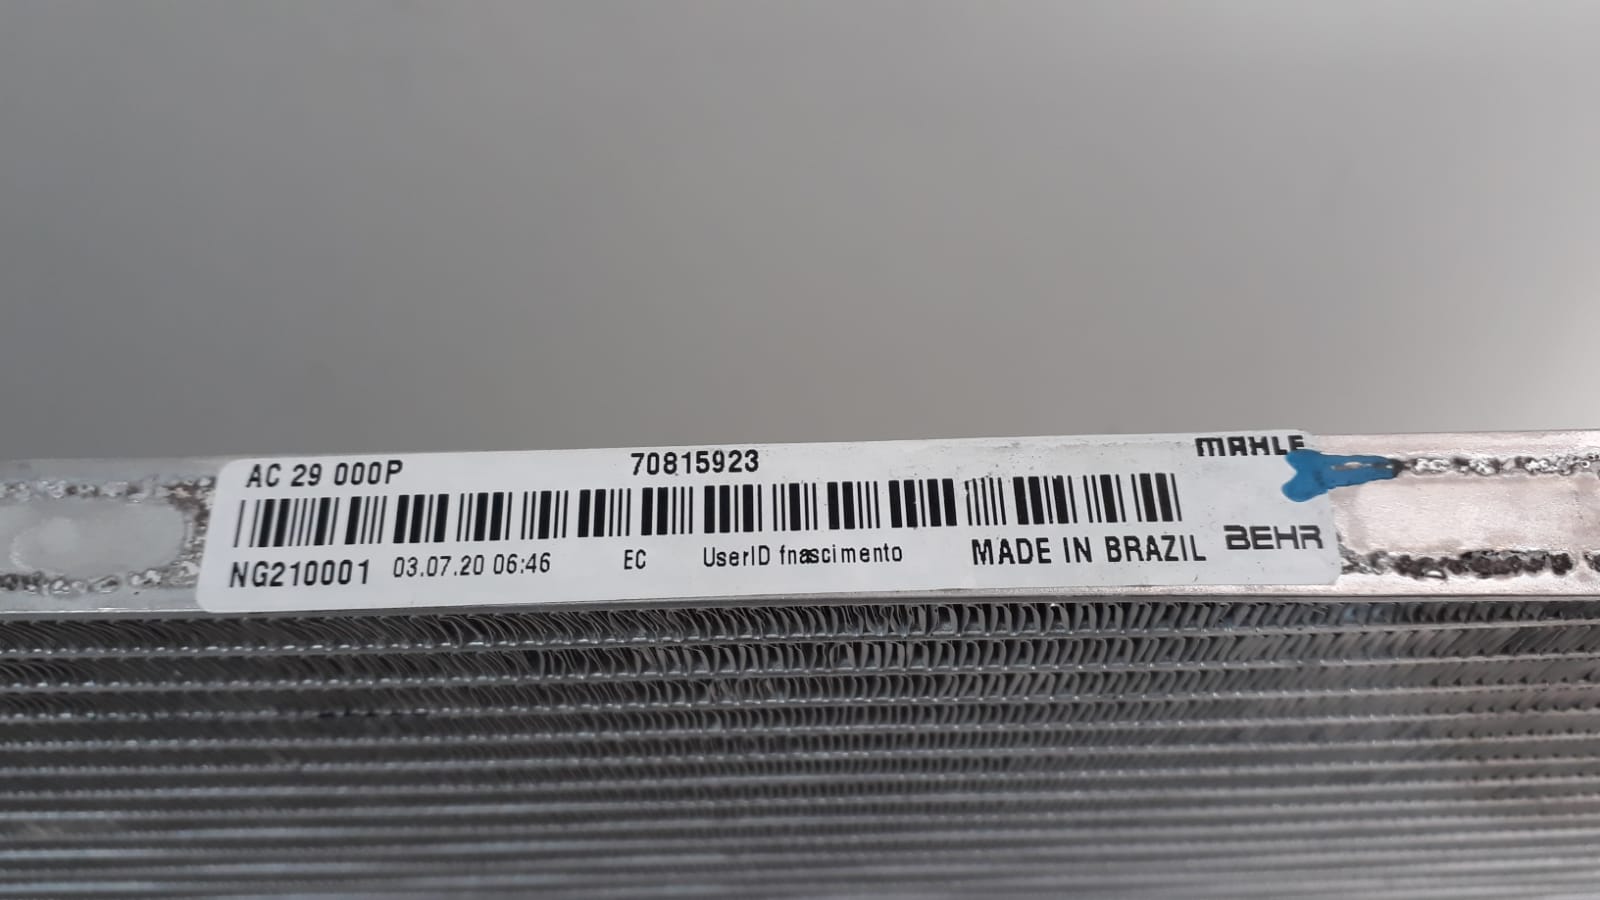 AC 29 000P 70815923 MAHLE
NG210001 03.07.20 06:46 EC UserID fnascimento MADE IN BRAZIL BEHR